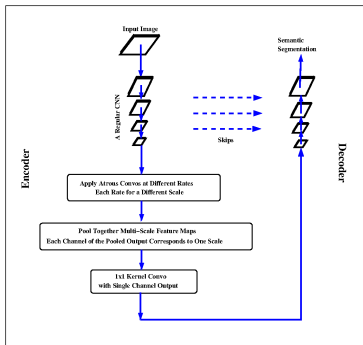 Input Image
Semantic
Segmentation
A Regular CNN
Skips
Encoder
Decoder
Apply Atrous Convos at Different Rates
Each Rate for a Different Scale
Pool Together Multi-Scale Feature Maps
Each Channel of the Pooled Output Corresponds to One Scale
1x1 Kernel Convo
with Single Channel Output